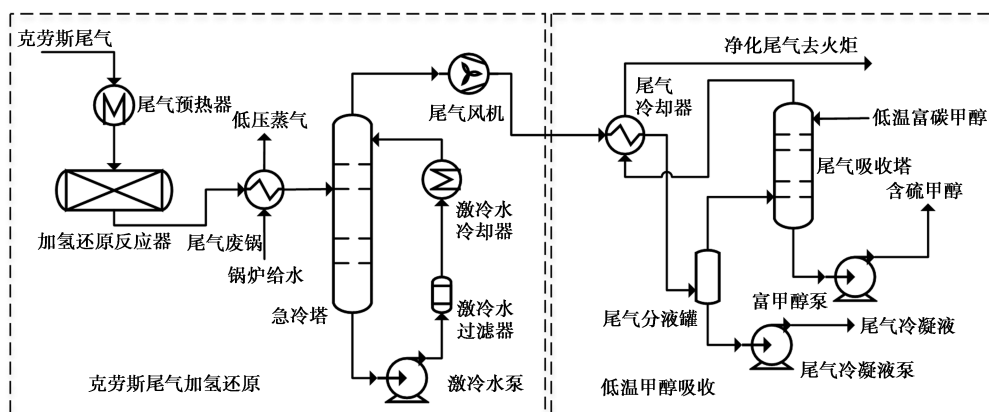 克劳斯尾气
尾气预热器
加氢还原反应器
低压蒸气
尾气废锅
锅炉给水
急冷塔
尾气风机
激冷水
冷却器
激冷水
过滤器
激冷水泵
克劳斯尾气加氢还原
净化尾气去火炬
尾气
冷却器
低温富碳甲醇
尾气吸收塔
含硫甲醇
富甲醇泵
尾气分液罐
尾气冷凝液
尾气冷凝液泵
低温甲醇吸收